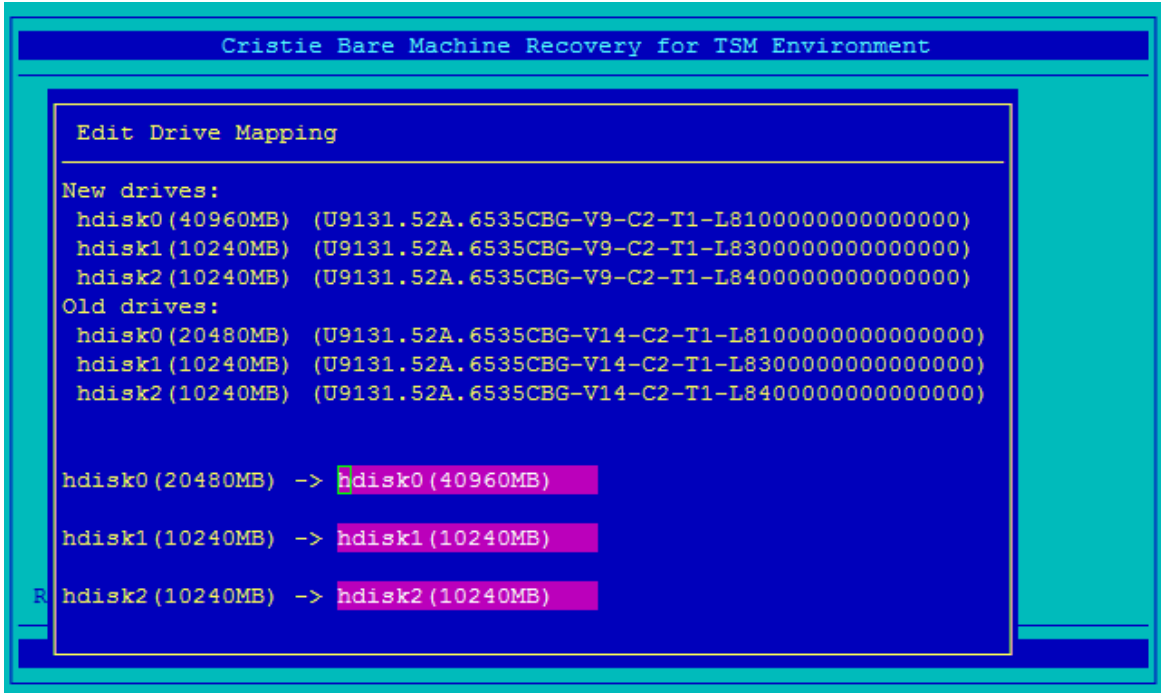 Cristie Bare Machine Recovery for TSM Environment
Edit Drive Mapping
New drives:
hdisk0(40960MB) (U9131.52A.6535CBG-V9-C2-T1-L8100000000000000)
hdisk1(10240MB) (U9131.52A.6535CBG-V9-C2-T1-L8300000000000000)
hdisk2(10240MB) (U9131.52A.6535CBG-V9-C2-T1-L8400000000000000)
Old drives:
hdisk0(20480MB) (U9131.52A.6535CBG-V14-C2-T1-L8100000000000000)
hdisk1(10240MB) (U9131.52A.6535CBG-V14-C2-T1-L8300000000000000)
hdisk2(10240MB) (U9131.52A.6535CBG-V14-C2-T1-L8400000000000000)
hdisk0(20480MB) -> hdisk0(40960MB)
hdisk1(10240MB) -> hdisk1(10240MB)
R hdisk2(10240MB) -> hdisk2(10240MB)